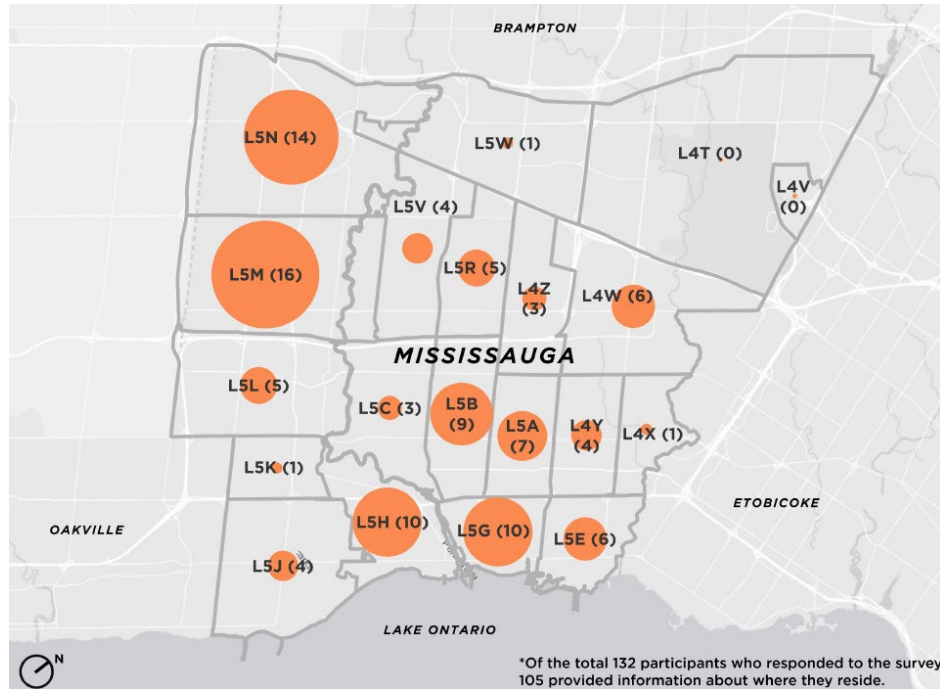 BRAMPTON
L5N (14)
L5W (1)
L4T (0)
L4V
(0)
L5V (4)
L5M (16)
L5R (5)
L4Z
(3)
L4W (6)
MISSISSAUGA
L5L (5)
L5C (3)
L5B
(9)
L5A
(7)
L4Y
(4)
L4X (1)
L5K (1)
ETOBICOKE
OAKVILLE
L5H (10)
L5G (10)
L5E (6)
L5J (4)
LAKE ONTARIO
N
*Of the total 132 participants who responded to the survey
105 provided information about where they reside.